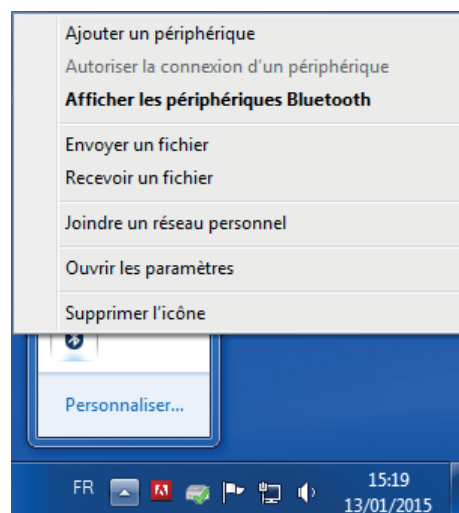 Ajouter un périphérique
Autoriser la connexion d'un périphérique
Afficher les périphériques Bluetooth
Envoyer un fichier
Recevoir un fichier
Joindre un réseau personnel
Ouvrir les paramètres
Supprimer l'icône
Personnaliser...
FR
15:19
13/01/2015